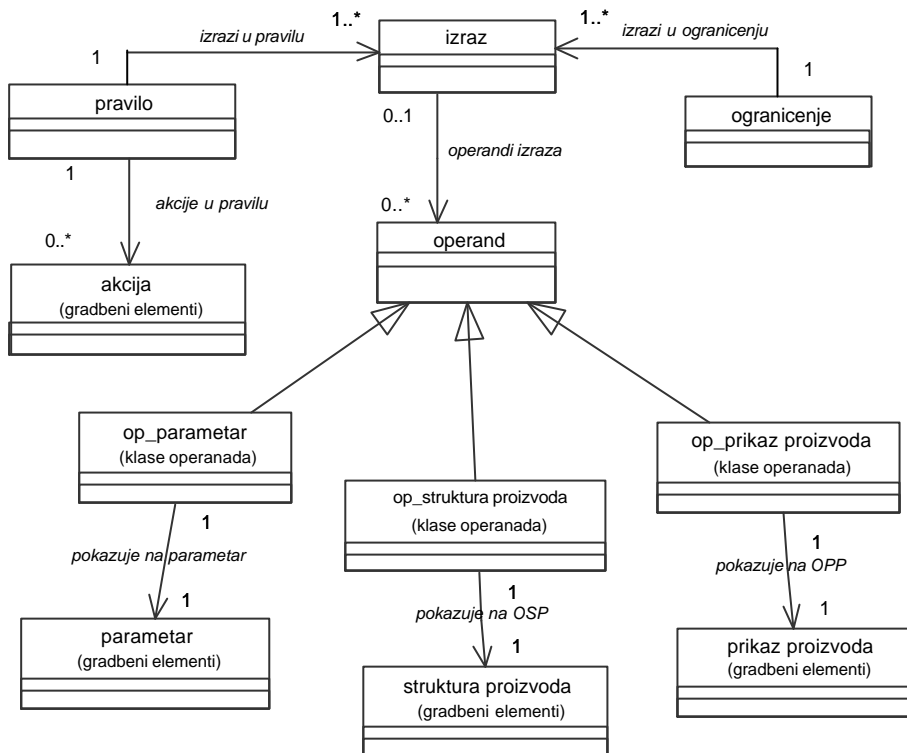 1..*
izrazi u pravilu
izraz
1..*
izrazi u ogranicenju
1
1
pravilo
ogranicenje
0..1
operandi izraza
1
akcije u pravilu
0..*
0..*
operand
akcija
(gradbeni elementi)
op_parametar
(klase operanada)
op_prikaz proizvoda
(klase operanada)
op_struktura proizvoda
(klase operanada)
1
pokazuje na parametar
1
pokazuje na OPP
1
pokazuje na OSP
1
1
1
parametar
(gradbeni elementi)
prikaz proizvoda
(gradbeni elementi)
struktura proizvoda
(gradbeni elementi)